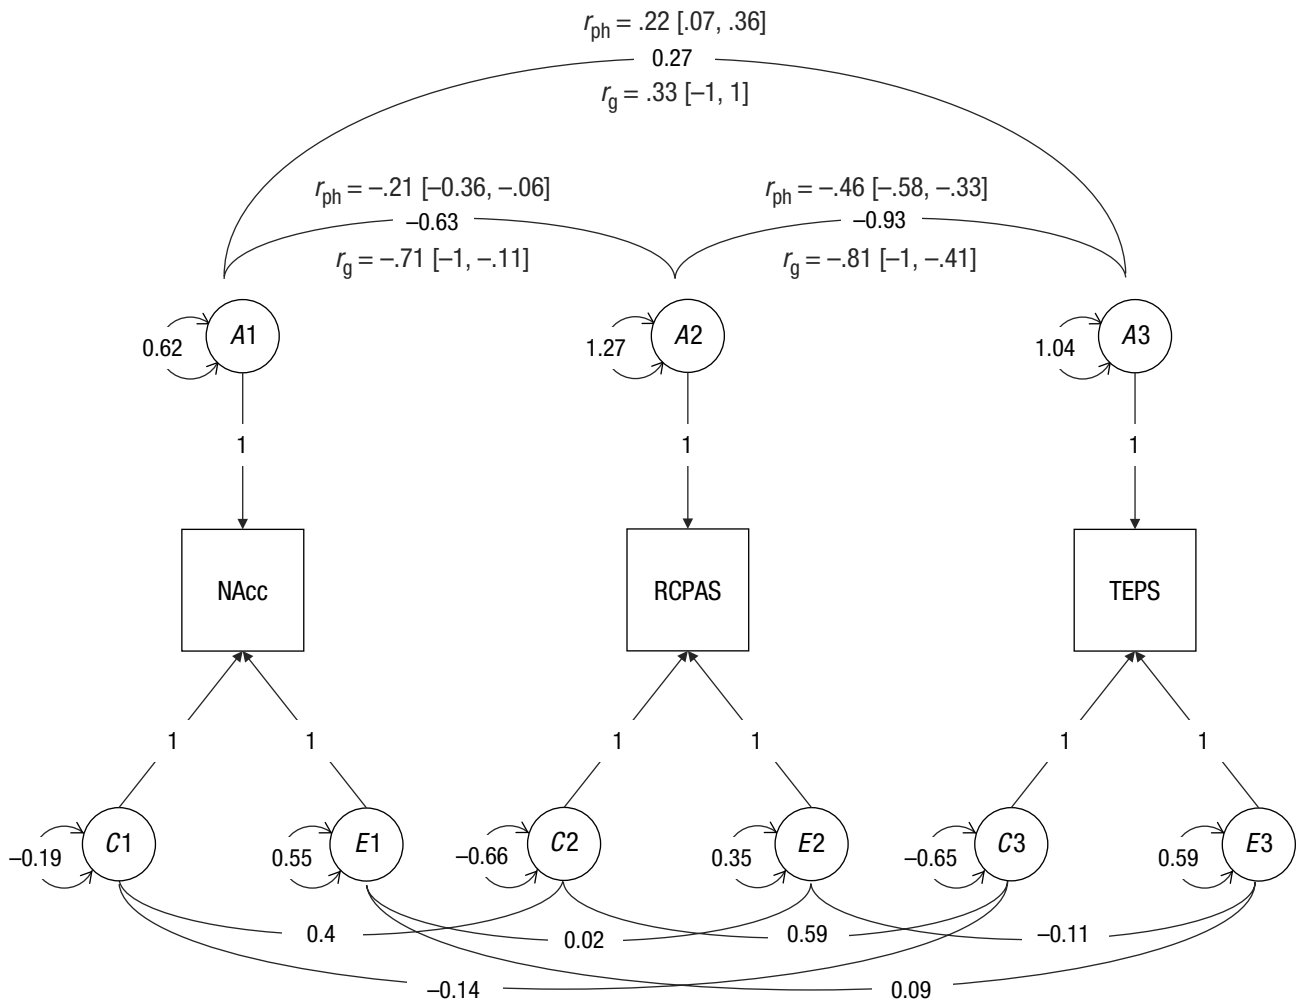 r_ph = .22 [.07, .36]
0.27
r_g = .33 [–1, 1]
r_ph = –.21 [–0.36, –.06]
r_ph = –.46 [–.58, –.33]
–0.63
–0.93
r_g = –.71 [–1, –.11]
r_g = –.81 [–1, –.41]
0.62
A1
1.27
A2
1.04
A3
1
1
1
NAcc
RCPAS
TEPS
1
1
1
1
1
1
–0.19
C1
0.55
E1
–0.66
C2
0.35
E2
–0.65
C3
0.59
E3
0.4
0.02
0.59
–0.11
–0.14
0.09